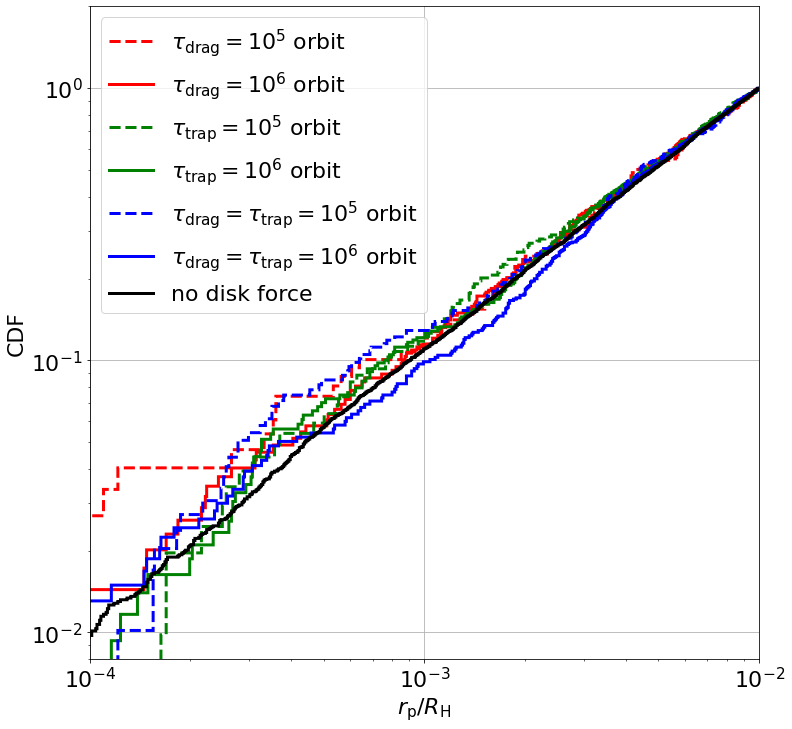 τ_drag = 10^5 orbit
τ_drag = 10^6 orbit
τ_trap = 10^5 orbit
τ_trap = 10^6 orbit
τ_drag = τ_trap = 10^5 orbit
τ_drag = τ_trap = 10^6 orbit
no disk force
10^0
10^−1
10^−2
CDF
10^−4
10^−3
10^−2
r_p/R_H